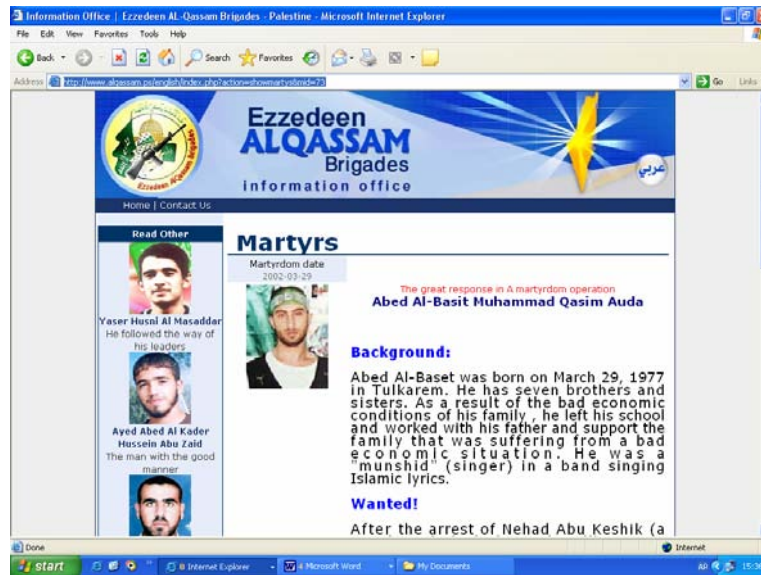 Information Office | Ezzedeen AL-Qassam Brigades - Palestine - Microsoft Internet Explorer
File Edit View Favorites Tools Help
Back Search Favorites
Address http://www.alqassam.ps/english/index.php?action=showmartys&mid=73 Go Links
Ezzedeen
ALQASSAM
Brigades
information office
عربي
Home | Contact Us
Read Other
Yaser Husni Al Masaddar
He followed the way of
his leaders
Ayed Abed Al Kader
Hussein Abu Zaid
The man with the good
manner
Martyrs
Martyrdom date
2002-03-29
The great response in A martyrdom operation
Abed Al-Basit Muhammad Qasim Auda
Background:
Abed Al-Baset was born on March 29, 1977
in Tulkarem. He has seven brothers and
sisters. As a result of the bad economic
conditions of his family , he left his school
and worked with his father and support the
family that was suffering from a bad
economic situation. He was a
"munshid" (singer) in a band singing
Islamic lyrics.
Wanted!
After the arrest of Nehad Abu Keshik (a
Done Internet
start 8 Internet Explorer 4 Microsoft Word My Documents AR